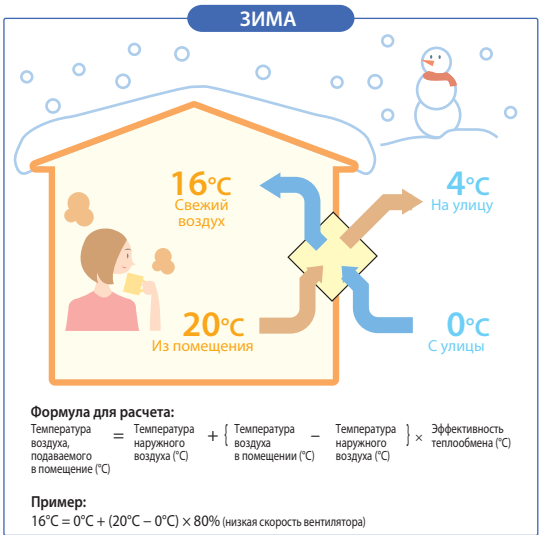 ЗИМА
16°C
Свежий
воздух
4°C
На улицу
20°C
Из помещения
0°C
С улицы
Формула для расчета:
Температура воздуха, подаваемого в помещение (°C) = Температура наружного воздуха (°C) + { Температура воздуха в помещении (°C) – Температура наружного воздуха (°C) } × Эффективность теплообмена (°C)
Пример:
16°C = 0°C + (20°C – 0°C) × 80% (низкая скорость вентилятора)